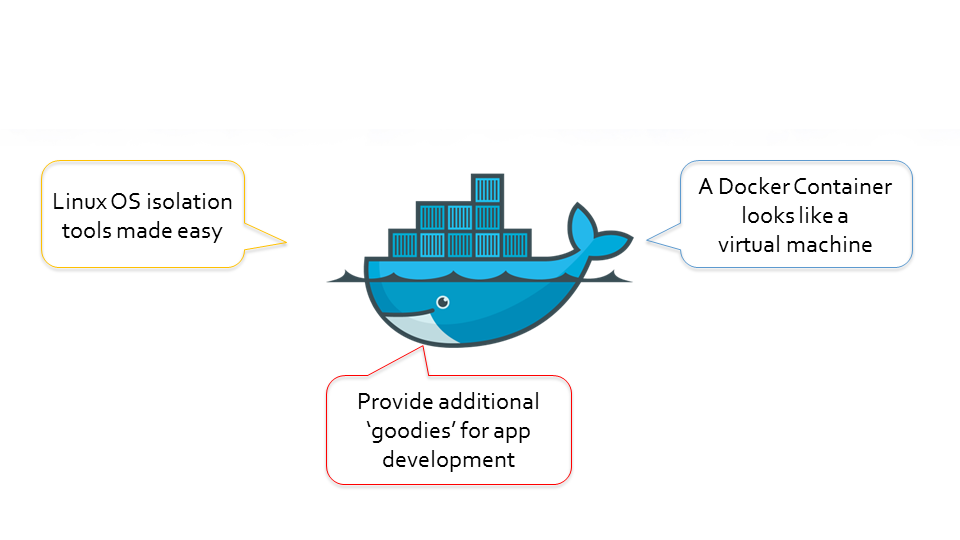 Linux OS isolation
tools made easy
A Docker Container
looks like a
virtual machine
Provide additional
‘goodies’ for app
development